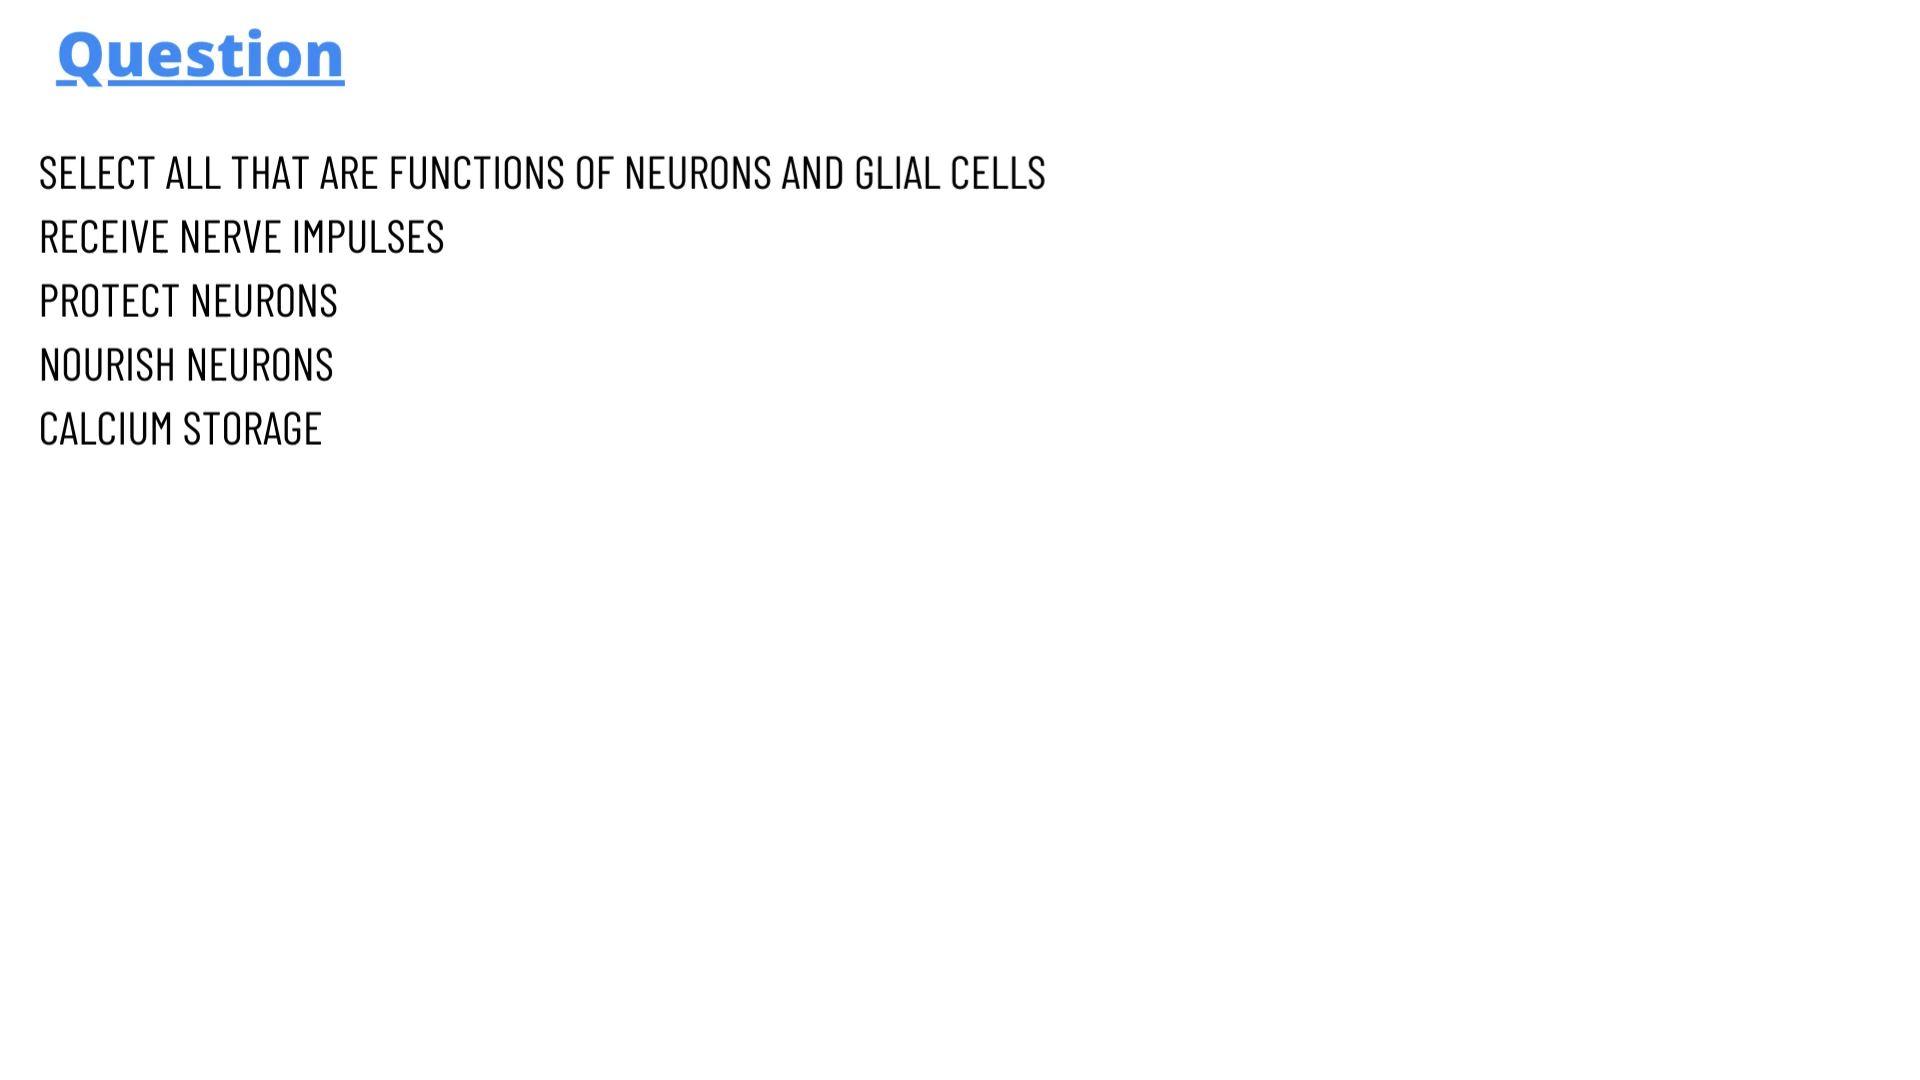 Question
SELECT ALL THAT ARE FUNCTIONS OF NEURONS AND GLIAL CELLS
RECEIVE NERVE IMPULSES
PROTECT NEURONS
NOURISH NEURONS
CALCIUM STORAGE